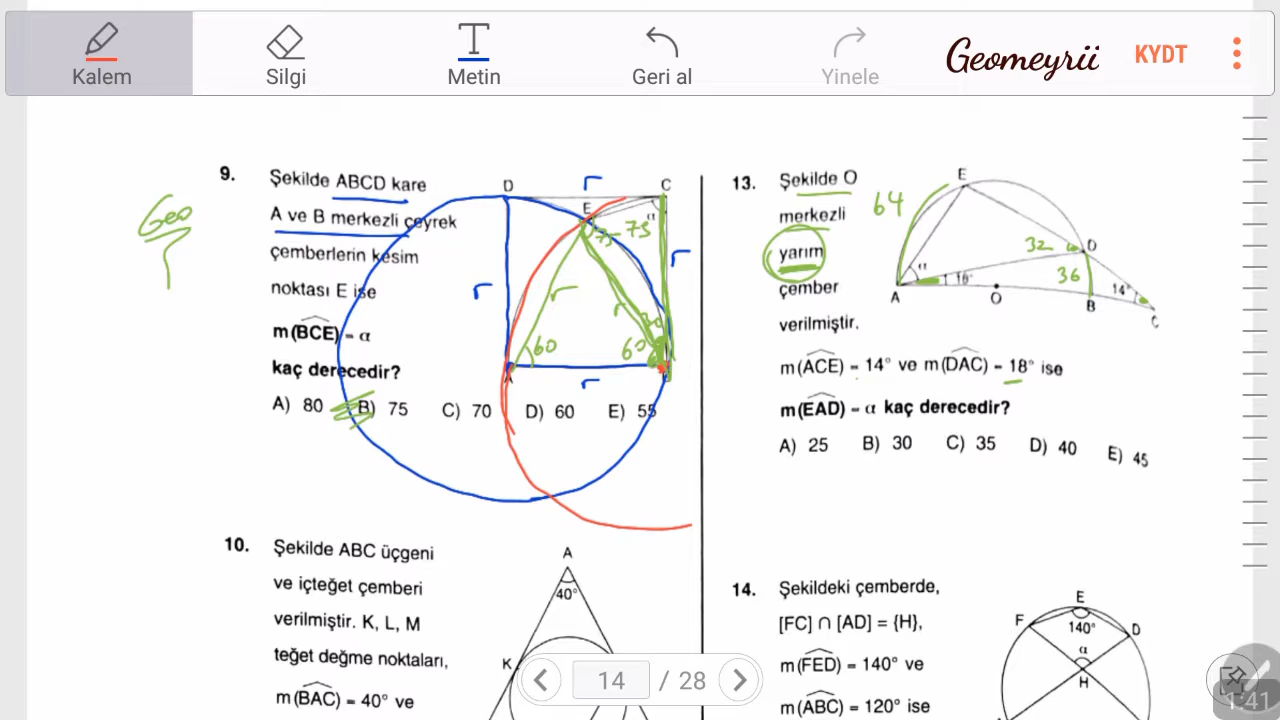 Kalem
Silgi
Metin
Geri al
Yinele
Geomeyrii
KYDT
Geo
9.
Şekilde ABCD kare
A ve B merkezli çeyrek
çemberlerin kesim
noktası E ise
m(BCE) = α
kaç derecedir?
A) 80 B) 75 C) 70 D) 60 E) 55
D
r
C
E
α
75
75
r
r
r
r
30
60
60
A
r
10.
Şekilde ABC üçgeni
ve içteğet çemberi
verilmiştir. K, L, M
teğet değme noktaları,
m(BAC) = 40° ve
A
40°
K
13.
Şekilde O
merkezli
yarım
çember
verilmiştir.
m(ACE) = 14° ve m(DAC) = 18° ise
m(EAD) = α kaç derecedir?
A) 25 B) 30 C) 35 D) 40 E) 45
E
64
32
D
α
36
14°
A
O
B
C
14.
Şekildeki çemberde,
[FC] ∩ [AD] = {H},
m(FED) = 140° ve
m(ABC) = 120° ise
E
F
140°
D
α
H
14 / 28
1:41